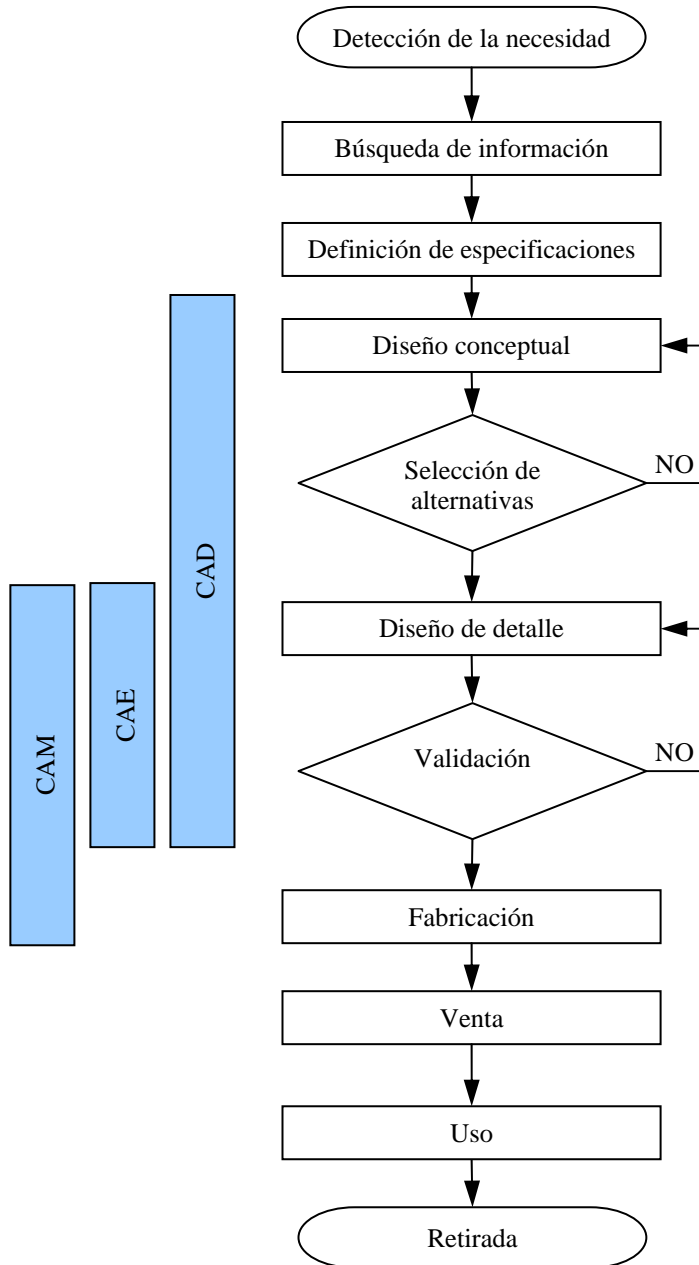 Detección de la necesidad
Búsqueda de información
Definición de especificaciones
Diseño conceptual
Selección de
alternativas
NO
Diseño de detalle
Validación
NO
Fabricación
Venta
Uso
Retirada
CAM
CAE
CAD